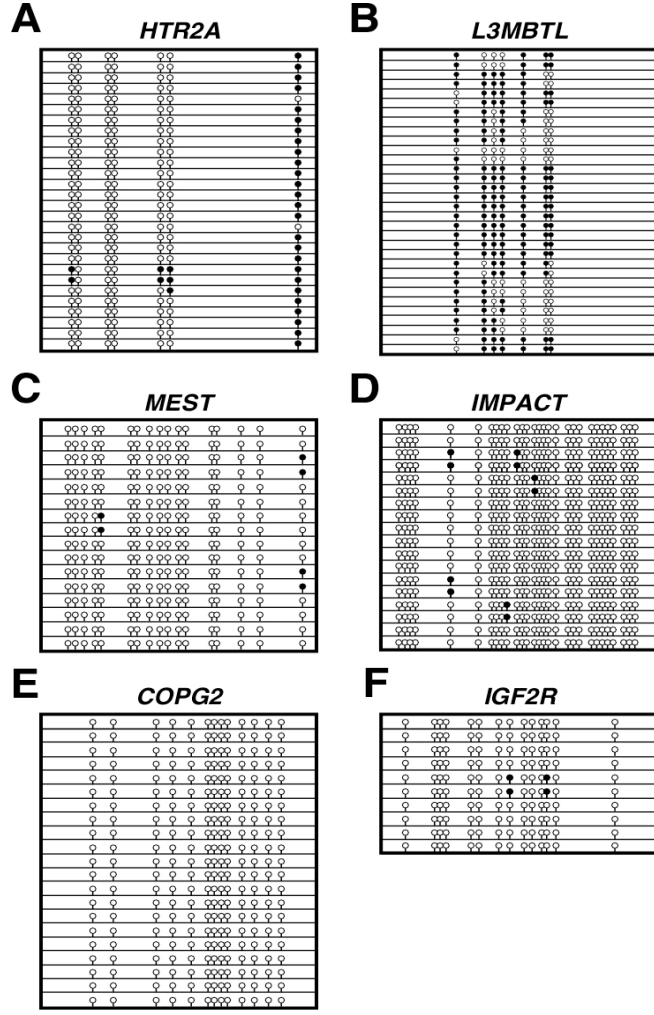 A
HTR2A
B
L3MBTL
C
MEST
D
IMPACT
E
COPG2
F
IGF2R